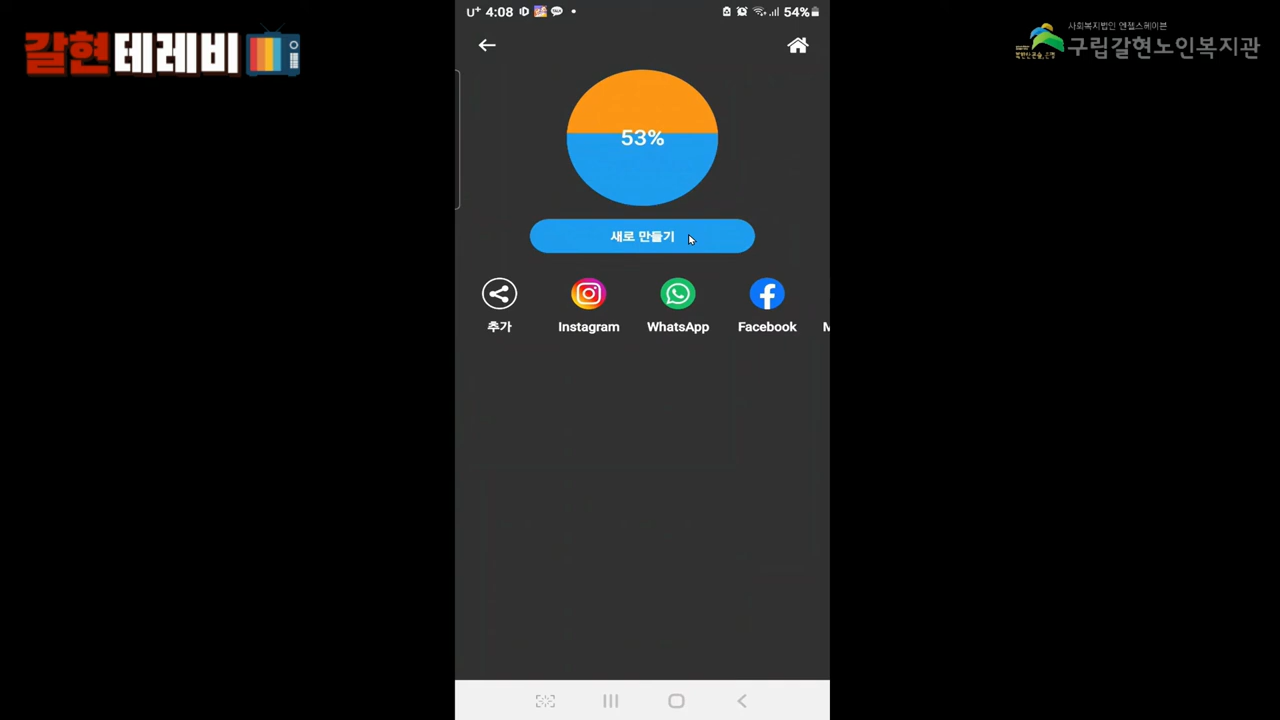 갈현테레비
U+ 4:08
54%
사회복지법인 엔젤스헤이븐
구립갈현노인복지관
53%
새로 만들기
추가
Instagram
WhatsApp
Facebook
M